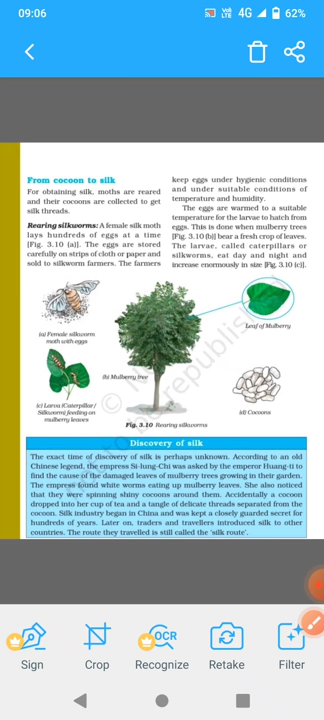 09:06
4G
62%
From cocoon to silk
For obtaining silk, moths are reared
and their cocoons are collected to get
silk threads.
Rearing silkworms: A female silk moth
lays hundreds of eggs at a time
[Fig. 3.10 (a)]. The eggs are stored
carefully on strips of cloth or paper and
sold to silkworm farmers. The farmers
keep eggs under hygienic conditions
and under suitable conditions of
temperature and humidity.
The eggs are warmed to a suitable
temperature for the larvae to hatch from
eggs. This is done when mulberry trees
[Fig. 3.10 (b)] bear a fresh crop of leaves.
The larvae, called caterpillars or
silkworms, eat day and night and
increase enormously in size [Fig. 3.10 (c)].
(a) Female silkworm
moth with eggs
Leaf of Mulberry
(b) Mulberry tree
(c) Larva (Caterpillar/
Silkworm) feeding on
mulberry leaves
(d) Cocoons
Fig. 3.10 Rearing silkworms
Discovery of silk
The exact time of discovery of silk is perhaps unknown. According to an old
Chinese legend, the empress Si-lung-Chi was asked by the emperor Huang-ti to
find the cause of the damaged leaves of mulberry trees growing in their garden.
The empress found white worms eating up mulberry leaves. She also noticed
that they were spinning shiny cocoons around them. Accidentally a cocoon
dropped into her cup of tea and a tangle of delicate threads separated from the
cocoon. Silk industry began in China and was kept a closely guarded secret for
hundreds of years. Later on, traders and travellers introduced silk to other
countries. The route they travelled is still called the 'silk route'.
OCR
Sign
Crop
Recognize
Retake
Filter